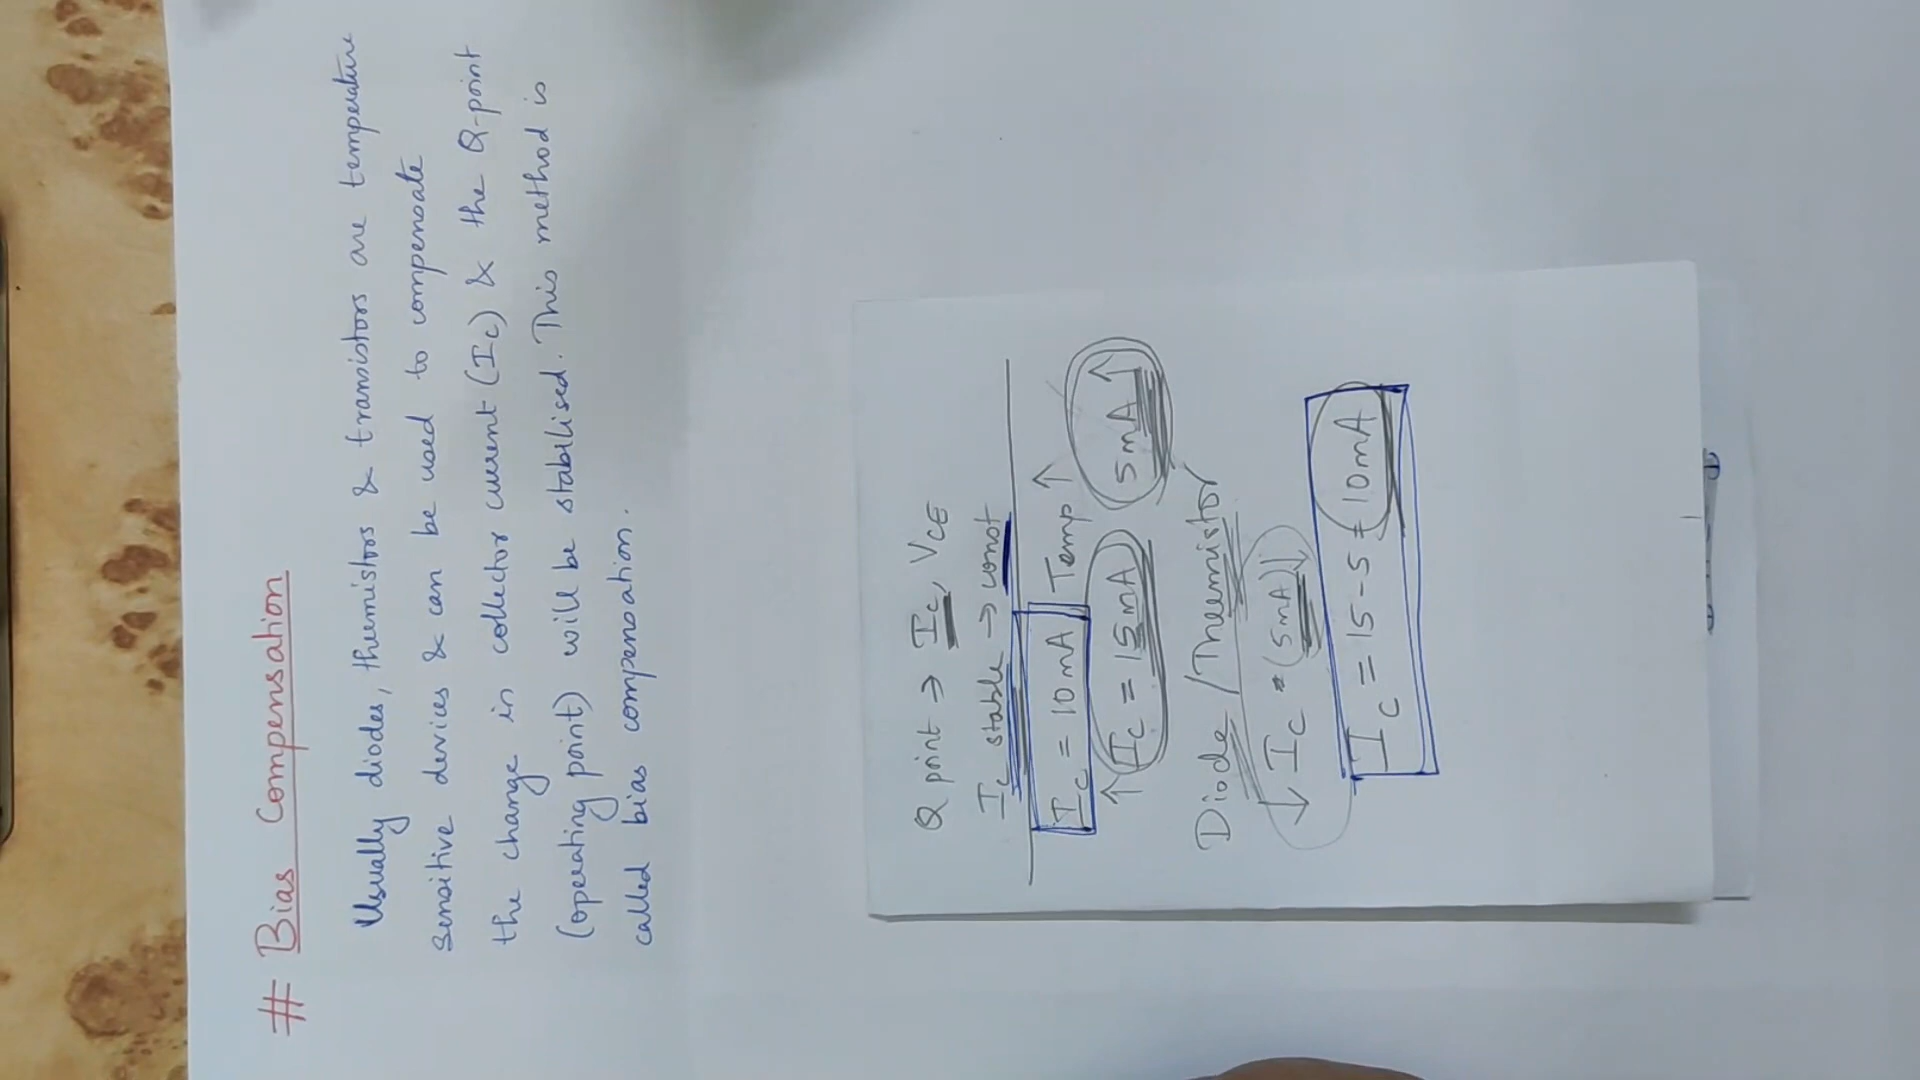 # Bias Compensation
Usually diodes, thermistors & transistors are temperature
sensitive devices & can be used to compensate
the change in collector current (IC) & the Q-point
(operating point) will be stabilised. This method is
called bias compensation.
Q point → IC, VCE
IC stable → const
IC = 10mA Temp ↑
↑ IC = 15mA 5mA ↑
Diode / Thermistor
↓ IC (5mA) ↓
IC = 15-5 = 10mA